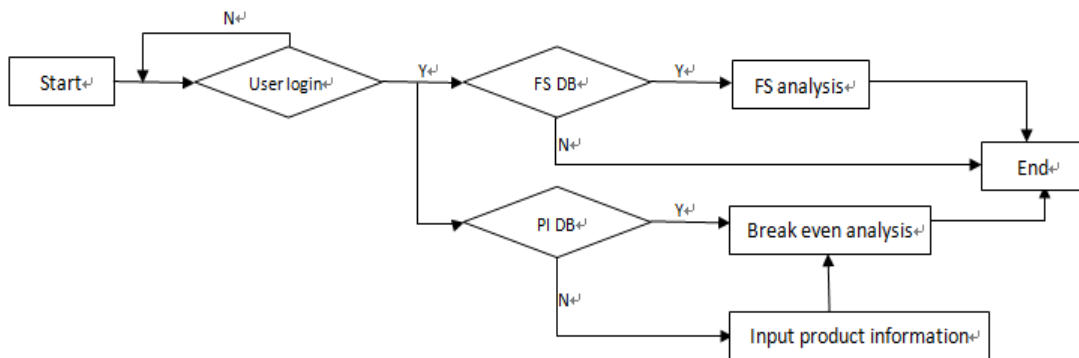 N
Start
User login
Y
FS DB
Y
FS analysis
N
End
PI DB
Y
Break even analysis
N
Input product information